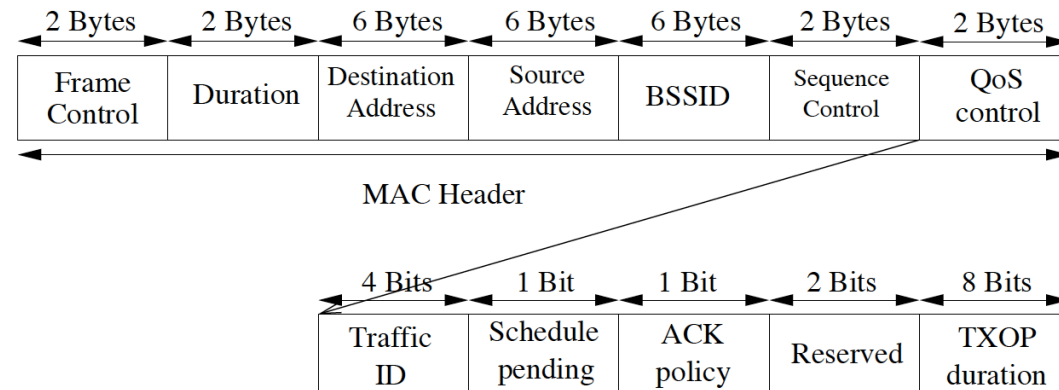 2 Bytes 2 Bytes 6 Bytes 6 Bytes 6 Bytes 2 Bytes 2 Bytes
Frame
Control
Duration
Destination
Address
Source
Address
BSSID
Sequence
Control
QoS
control
MAC Header
4 Bits 1 Bit 1 Bit 2 Bits 8 Bits
Traffic
ID
Schedule
pending
ACK
policy
Reserved
TXOP
duration